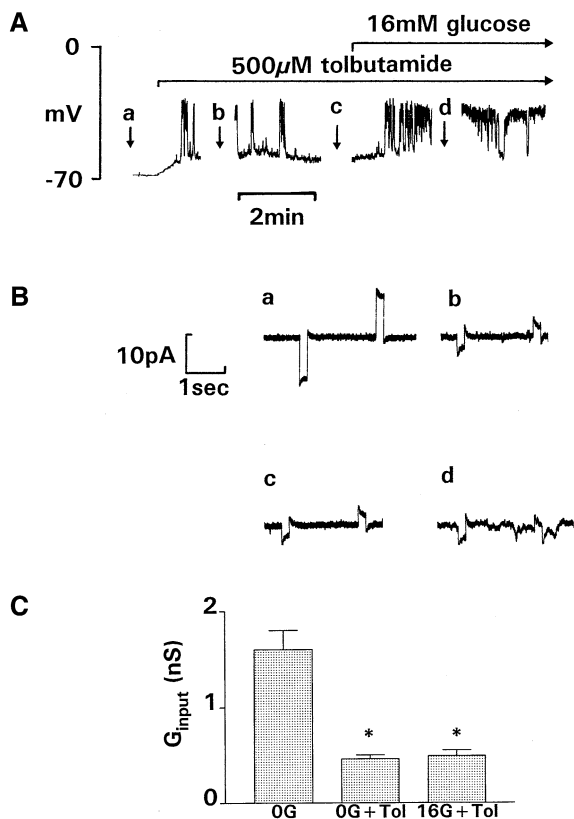 A
0
16mM glucose
500µM tolbutamide
mV
a
b
c
d
-70
2min
B
a
b
10pA
1sec
c
d
C
2
Ginput (nS)
1
*
*
0
0G
0G+Tol
16G+Tol